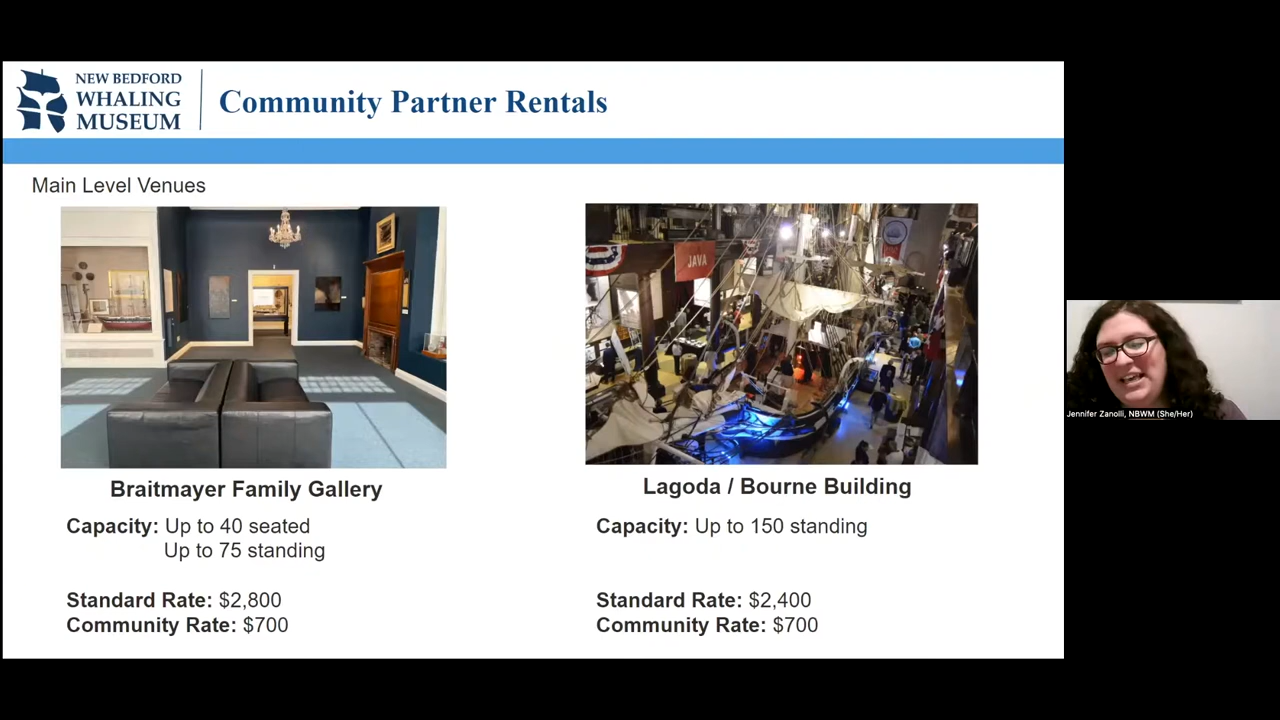 NEW BEDFORD
WHALING
MUSEUM
Community Partner Rentals
Main Level Venues
JAVA
Braitmayer Family Gallery
Capacity: Up to 40 seated
Up to 75 standing
Standard Rate: $2,800
Community Rate: $700
Lagoda / Bourne Building
Capacity: Up to 150 standing
Standard Rate: $2,400
Community Rate: $700
Jennifer Zanolli, NBWM (She/Her)